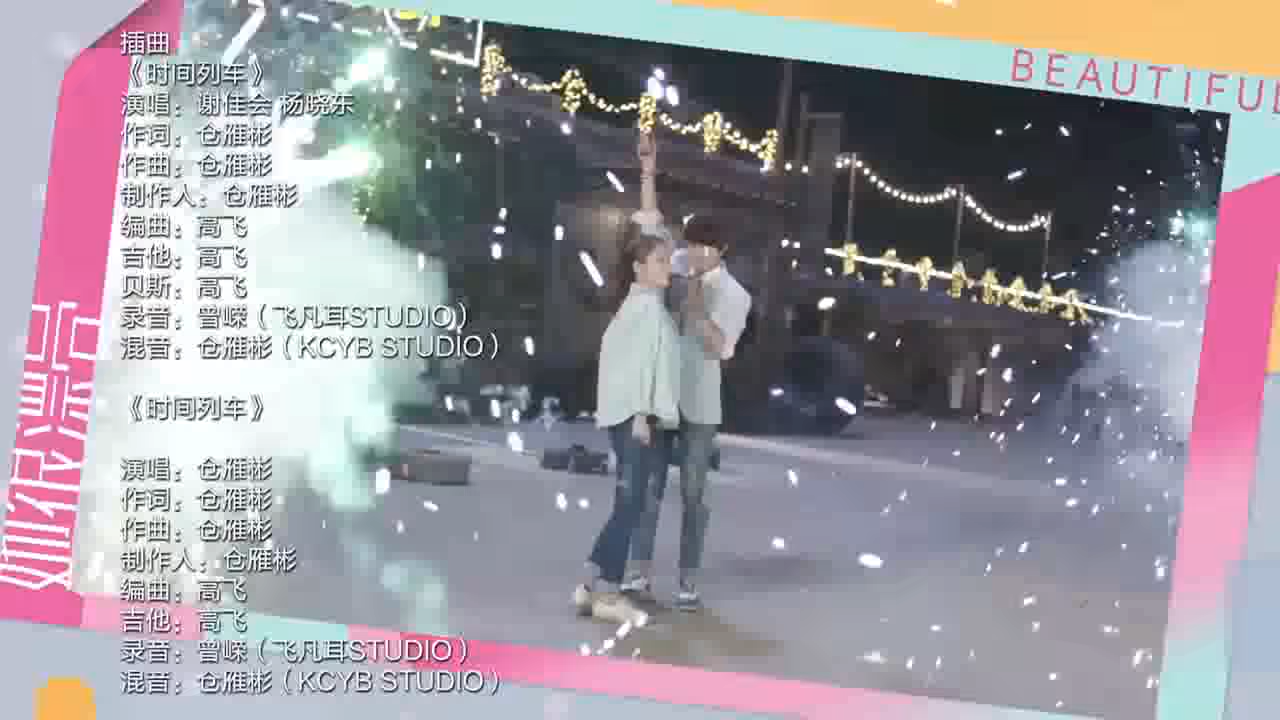 插曲
《时间列车》
演唱：谢佳会 杨晓东
作词：仓雁彬
作曲：仓雁彬
制作人：仓雁彬
编曲：高飞
吉他：高飞
贝斯：高飞
录音：曾嵘（飞凡耳STUDIO）
混音：仓雁彬（KCYB STUDIO）
《时间列车》
演唱：仓雁彬
作词：仓雁彬
作曲：仓雁彬
制作人：仓雁彬
编曲：高飞
吉他：高飞
录音：曾嵘（飞凡耳STUDIO）
混音：仓雁彬（KCYB STUDIO）
BEAUTIFUL